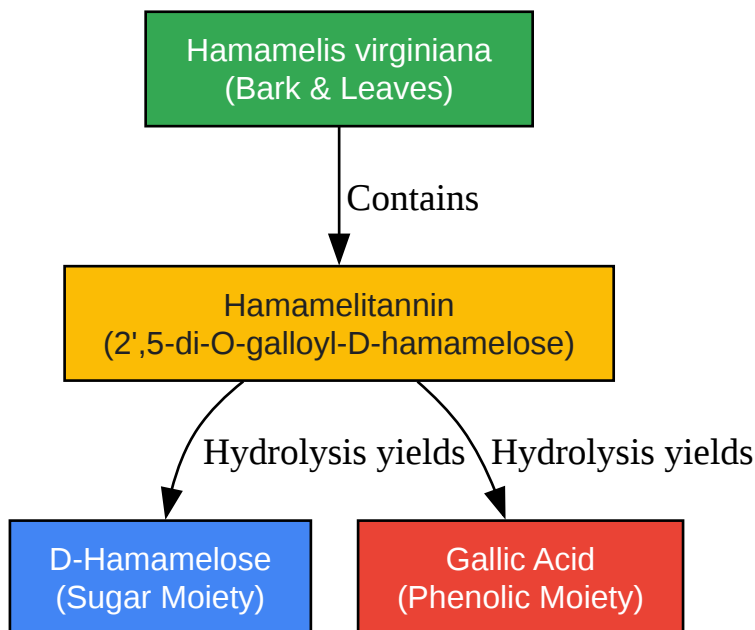 Hamamelis virginiana
(Bark & Leaves)
Contains
Hamamelitannin
(2',5-di-O-galloyl-D-hamamelose)
Hydrolysis yields
Hydrolysis yields
D-Hamamelose
(Sugar Moiety)
Gallic Acid
(Phenolic Moiety)